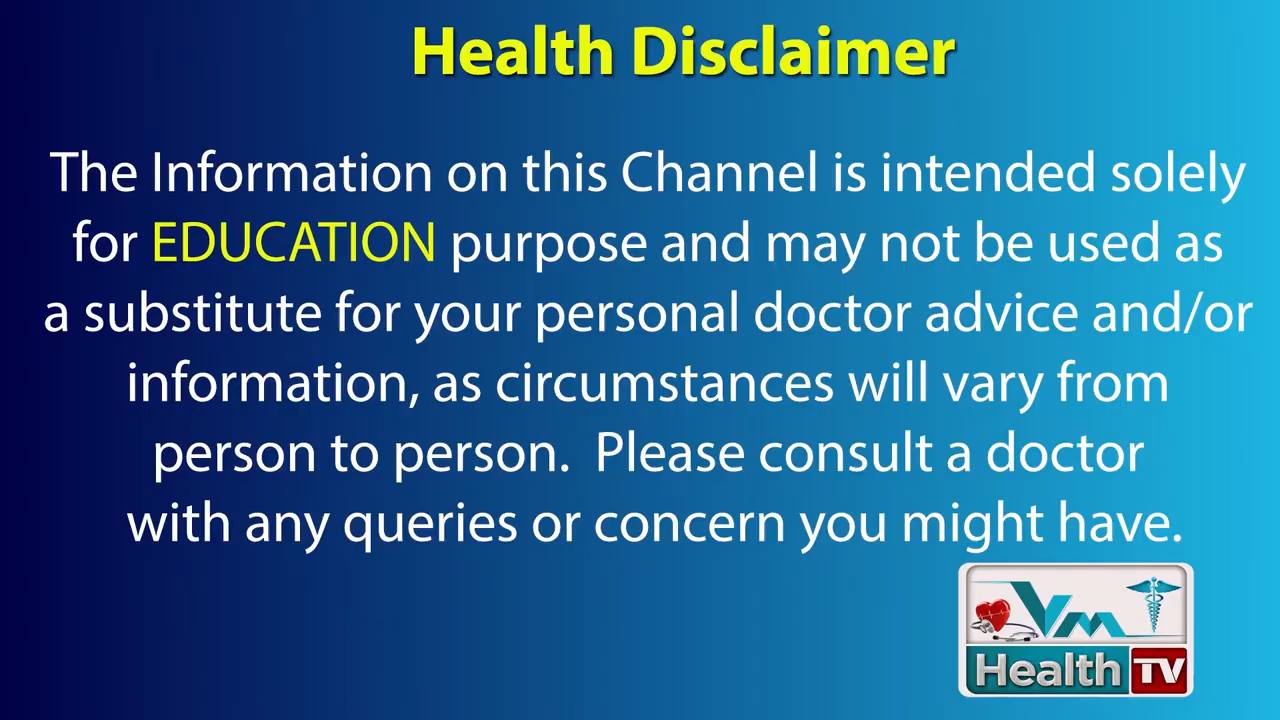 Health Disclaimer
The Information on this Channel is intended solely
for EDUCATION purpose and may not be used as
a substitute for your personal doctor advice and/or
information, as circumstances will vary from
person to person. Please consult a doctor
with any queries or concern you might have.
Vm
Health TV